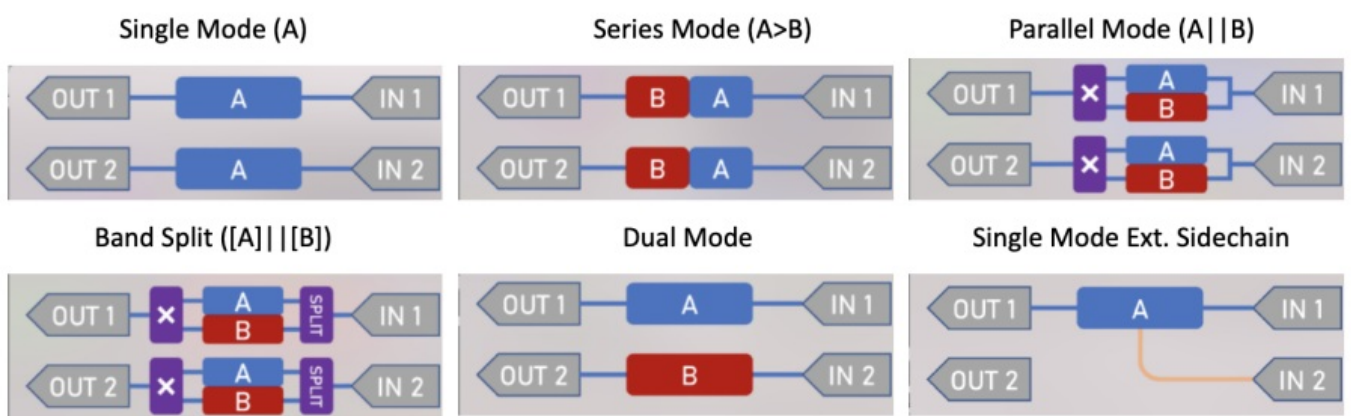 Single Mode (A)
OUT 1 A IN 1
OUT 2 A IN 2
Series Mode (A>B)
OUT 1 B A IN 1
OUT 2 B A IN 2
Parallel Mode (A||B)
OUT 1 × A B IN 1
OUT 2 × A B IN 2
Band Split ([A]||[B])
OUT 1 × A B SPLIT IN 1
OUT 2 × A B SPLIT IN 2
Dual Mode
OUT 1 A IN 1
OUT 2 B IN 2
Single Mode Ext. Sidechain
OUT 1 A IN 1
OUT 2 IN 2